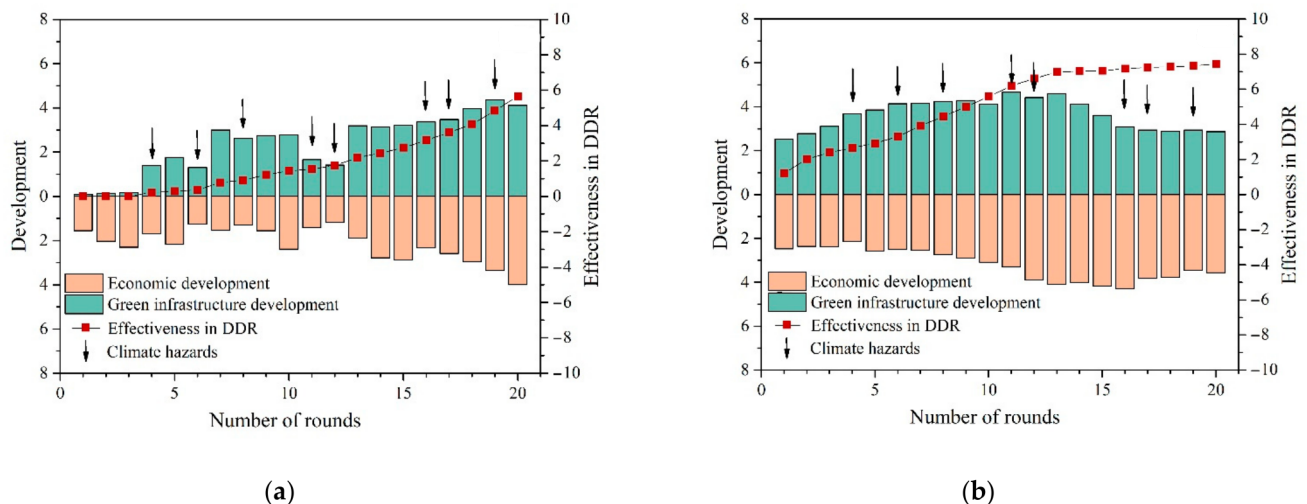 8
6
4
2
0
2
4
6
8
Development
10
8
6
4
2
0
−2
−4
−6
−8
−10
Effectiveness in DDR
Economic development
Green infrastructure development
Effectiveness in DDR
Climate hazards
0 5 10 15 20
Number of rounds
(a)
8
6
4
2
0
2
4
6
8
Development
10
8
6
4
2
0
−2
−4
−6
−8
−10
Effectiveness in DDR
Economic development
Green infrastructure development
Effectiveness in DDR
Climate hazards
0 5 10 15 20
Number of rounds
(b)